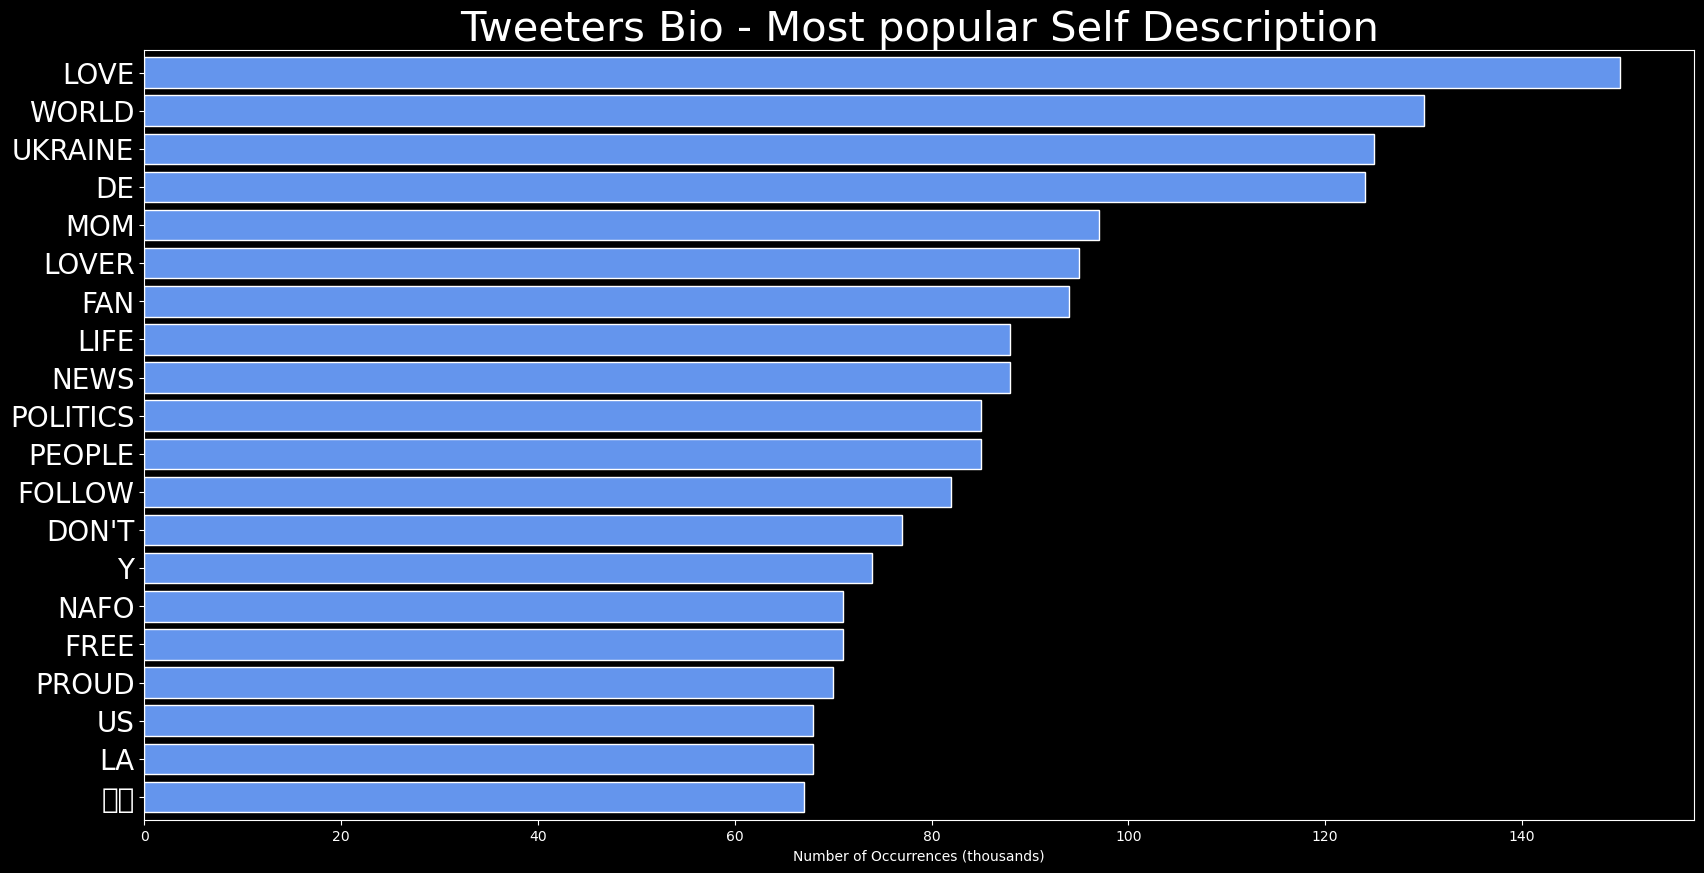 Tweeters Bio - Most popular Self Description
LOVE
WORLD
UKRAINE
DE
MOM
LOVER
FAN
LIFE
NEWS
POLITICS
PEOPLE
FOLLOW
DON'T
Y
NAFO
FREE
PROUD
US
LA
0 20 40 60 80 100 120 140
Number of Occurrences (thousands)